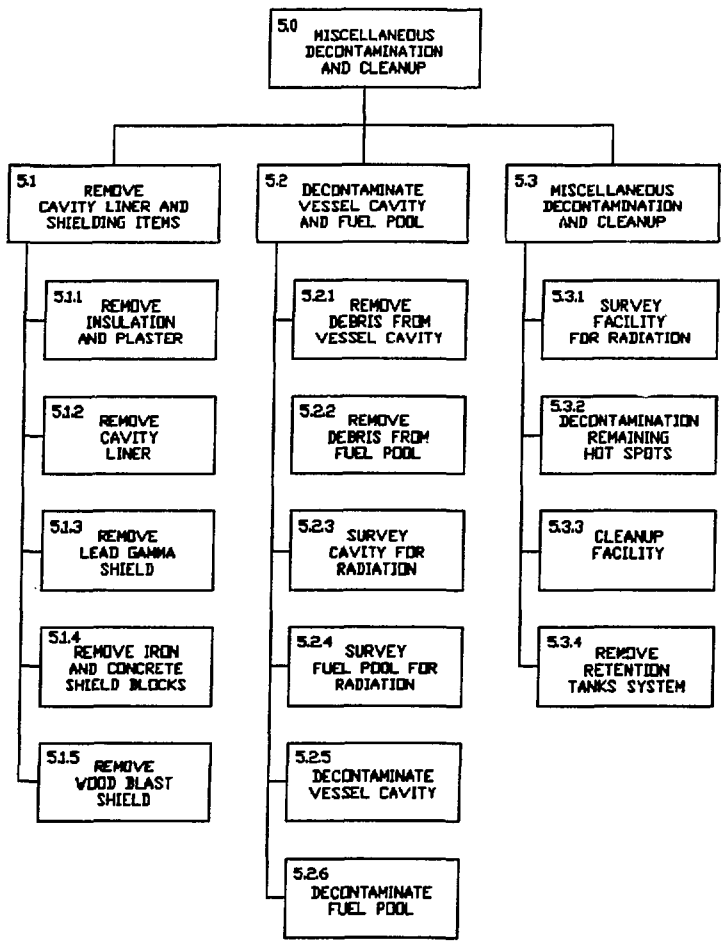 5.0
MISCELLANEOUS
DECONTAMINATION
AND CLEANUP
5.1
REMOVE
CAVITY LINER AND
SHIELDING ITEMS
5.1.1
REMOVE
INSULATION
AND PLASTER
5.1.2
REMOVE
CAVITY
LINER
5.1.3
REMOVE
LEAD GAMMA
SHIELD
5.1.4
REMOVE IRON
AND CONCRETE
SHIELD BLOCKS
5.1.5
REMOVE
WOOD BLAST
SHIELD
5.2
DECONTAMINATE
VESSEL CAVITY
AND FUEL POOL
5.2.1
REMOVE
DEBRIS FROM
VESSEL CAVITY
5.2.2
REMOVE
DEBRIS FROM
FUEL POOL
5.2.3
SURVEY
CAVITY FOR
RADIATION
5.2.4
SURVEY
FUEL POOL FOR
RADIATION
5.2.5
DECONTAMINATE
VESSEL CAVITY
5.2.6
DECONTAMINATE
FUEL POOL
5.3
MISCELLANEOUS
DECONTAMINATION
AND CLEANUP
5.3.1
SURVEY
FACILITY
FOR RADIATION
5.3.2
DECONTAMINATION
REMAINING
HOT SPOTS
5.3.3
CLEANUP
FACILITY
5.3.4
REMOVE
RETENTION
TANKS SYSTEM